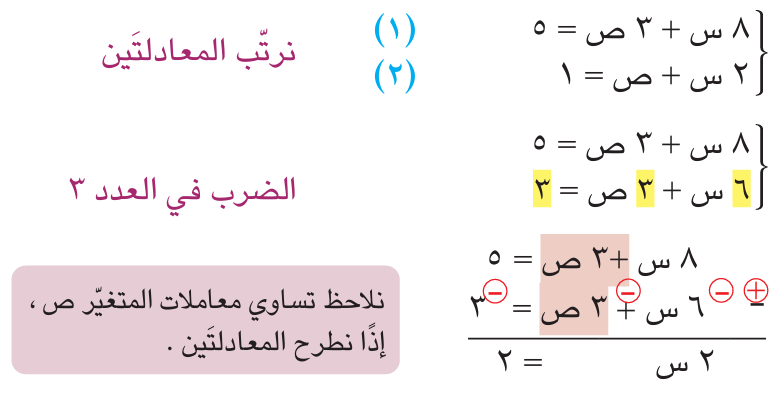 ٨ س + ٣ ص = ٥ (١)
نرتّب المعادلتَين
٢ س + ص = ١ (٢)
٨ س + ٣ ص = ٥
٦ س + ٣ ص = ٣ الضرب في العدد ٣
٨ س + ٣ ص = ٥
⊕ - ⊖ ٦ س ⊖ + ٣ ص = ⊖ ٣
٢ س = ٢
نلاحظ تساوي معاملات المتغيّر ص ،
إذًا نطرح المعادلتَين .